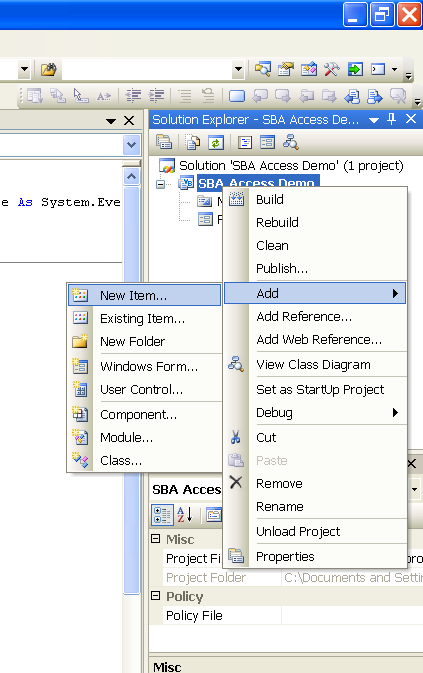 Solution Explorer - SBA Access De...
Solution 'SBA Access Demo' (1 project)
SBA Access Demo
e As System.Eve
Build
Rebuild
Clean
Publish...
Add
Add Reference...
Add Web Reference...
View Class Diagram
Set as StartUp Project
Debug
Cut
Paste
Remove
Rename
Unload Project
Properties
New Item...
Existing Item...
New Folder
Windows Form...
User Control...
Component...
Module...
Class...
SBA Acces
Misc
Project Fi
Project Folder C:\Documents and Setti
Policy
Policy File
Misc